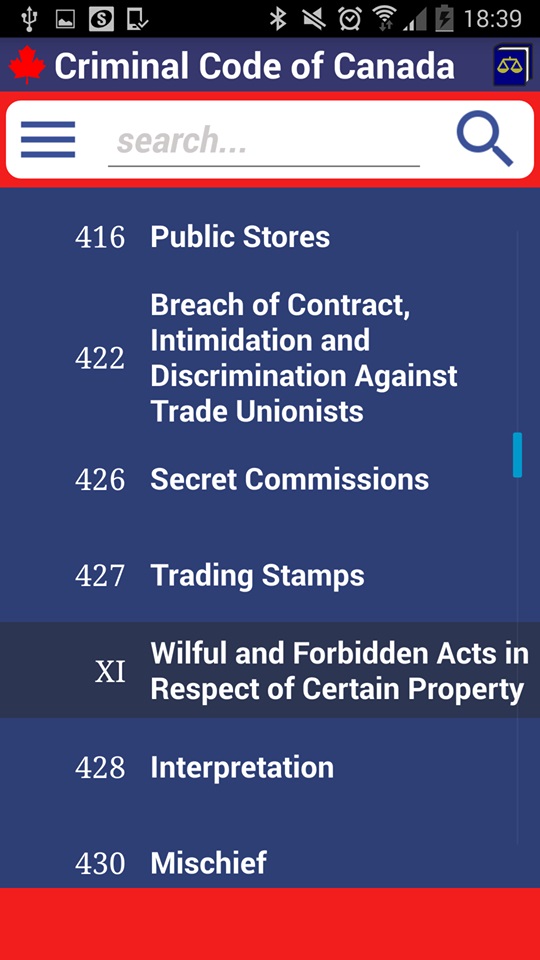 18:39
Criminal Code of Canada
search...
416 Public Stores
Breach of Contract,
Intimidation and
422
Discrimination Against
Trade Unionists
426 Secret Commissions
427 Trading Stamps
Wilful and Forbidden Acts in
XI
Respect of Certain Property
428 Interpretation
430 Mischief